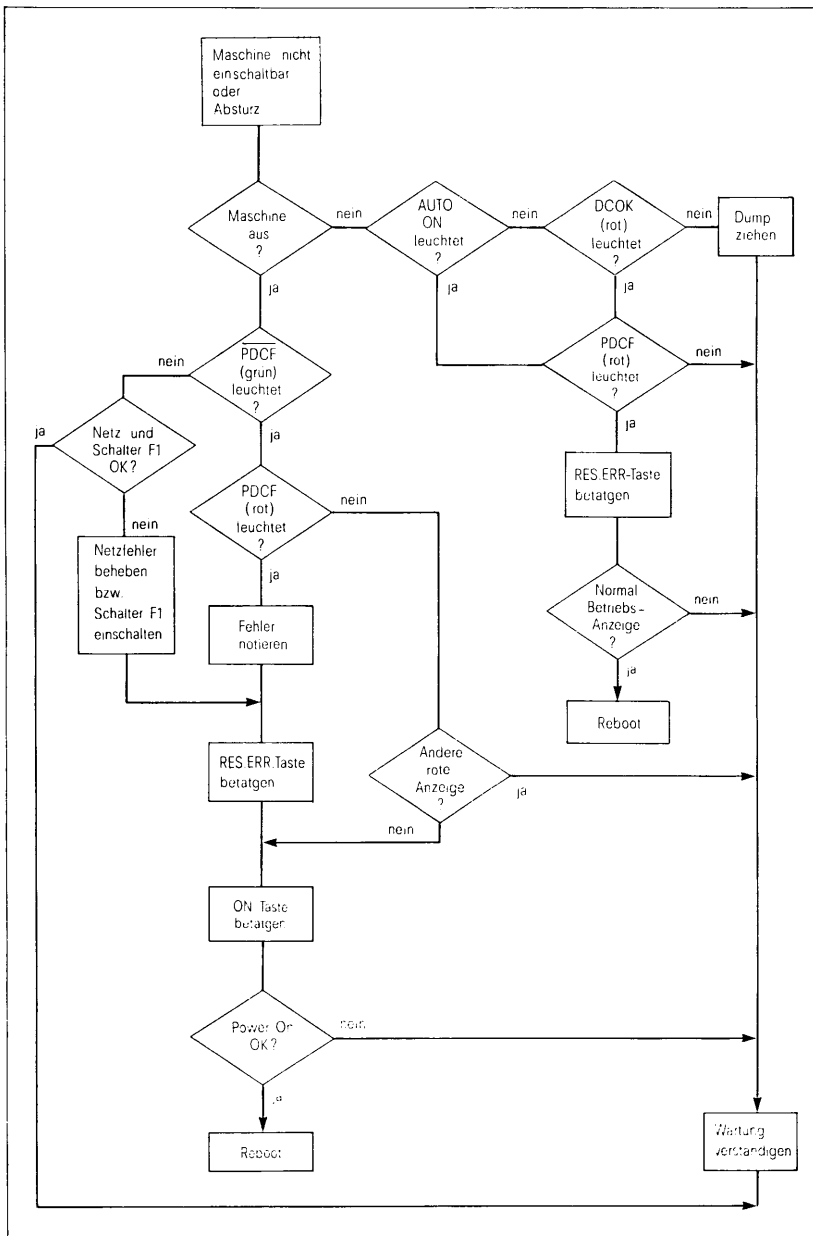 Maschine nicht
einschaltbar
oder
Absturz
Maschine
aus
?
nein
AUTO
ON
leuchtet
?
nein
DCOK
(rot)
leuchtet
?
nein
Dump
ziehen
ja
ja
ja
PDCF
(grün)
leuchtet
?
nein
PDCF
(rot)
leuchtet
?
nein
ja
Netz und
Schalter F1
OK?
ja
ja
RES.ERR-Taste
betatgen
nein
PDCF
(rot)
leuchtet
?
nein
Netzfehler
beheben
bzw.
Schalter F1
einschalten
ja
Normal
Betriebs-
Anzeige
?
nein
Fehler
notieren
ja
Reboot
RES.ERR.Taste
betatgen
Andere
rote
Anzeige
?
ja
nein
ON Taste
betatgen
Power On
OK?
nein
ja
Reboot
Wartung
verständigen